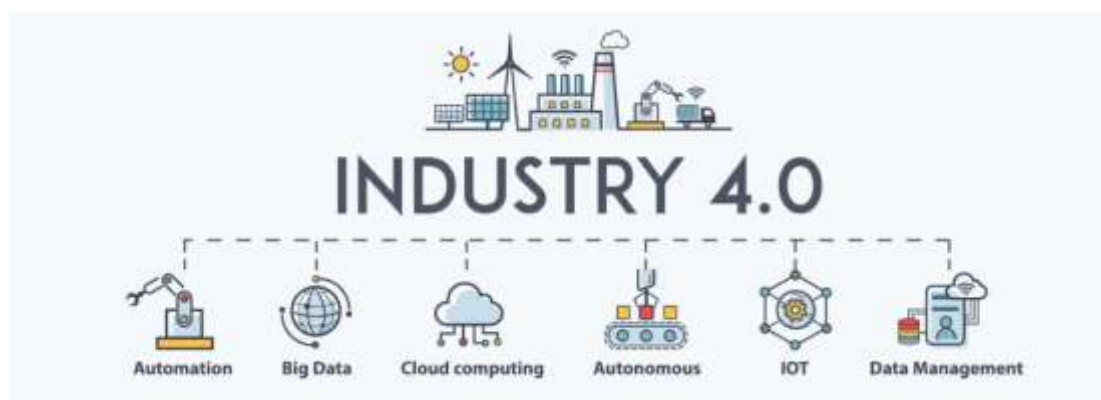 INDUSTRY 4.0
Automation
Big Data
Cloud computing
Autonomous
IOT
Data Management